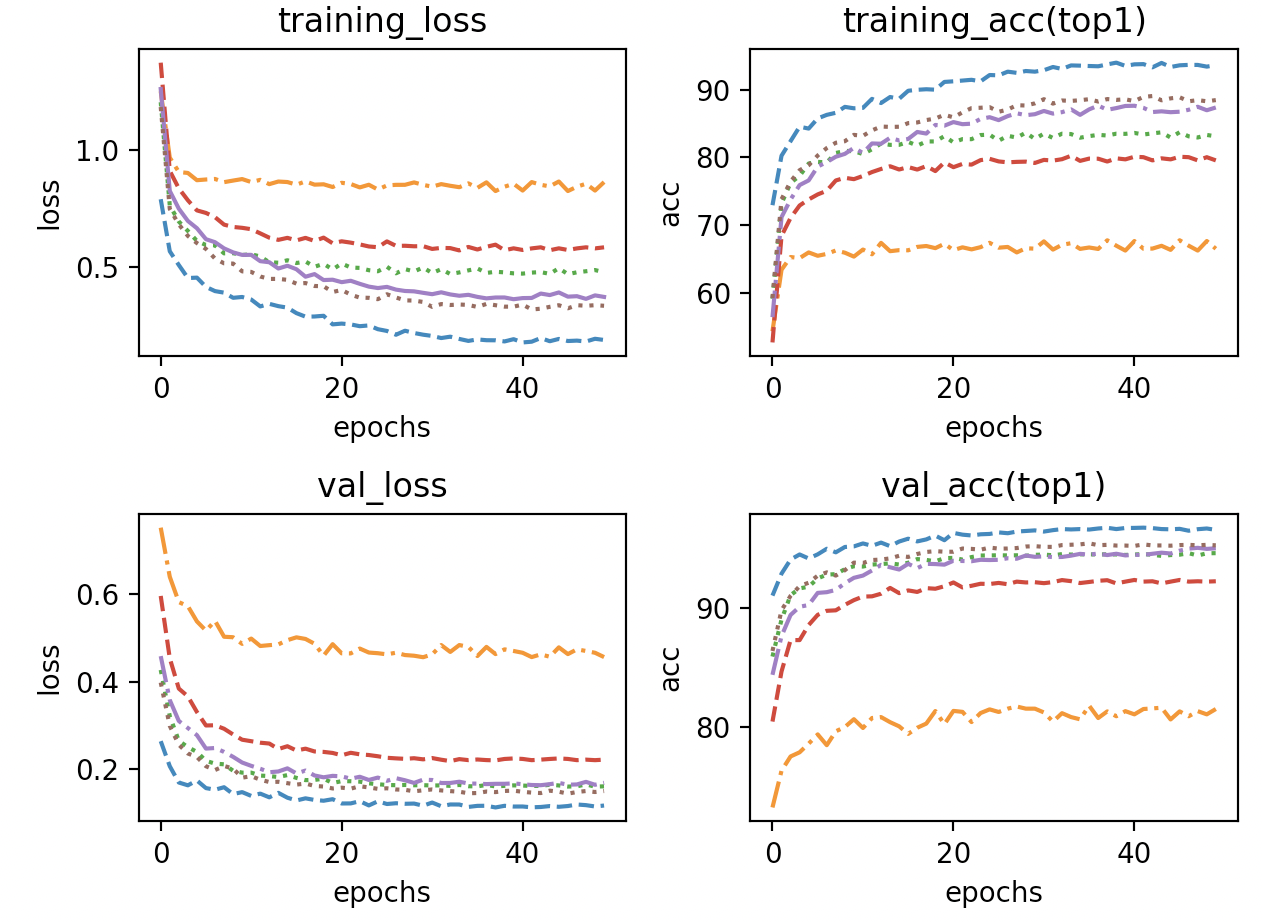 training_loss
loss
1.0
0.5
0 20 40
epochs
training_acc(top1)
acc
90
80
70
60
0 20 40
epochs
val_loss
loss
0.6
0.4
0.2
0 20 40
epochs
val_acc(top1)
acc
90
80
0 20 40
epochs